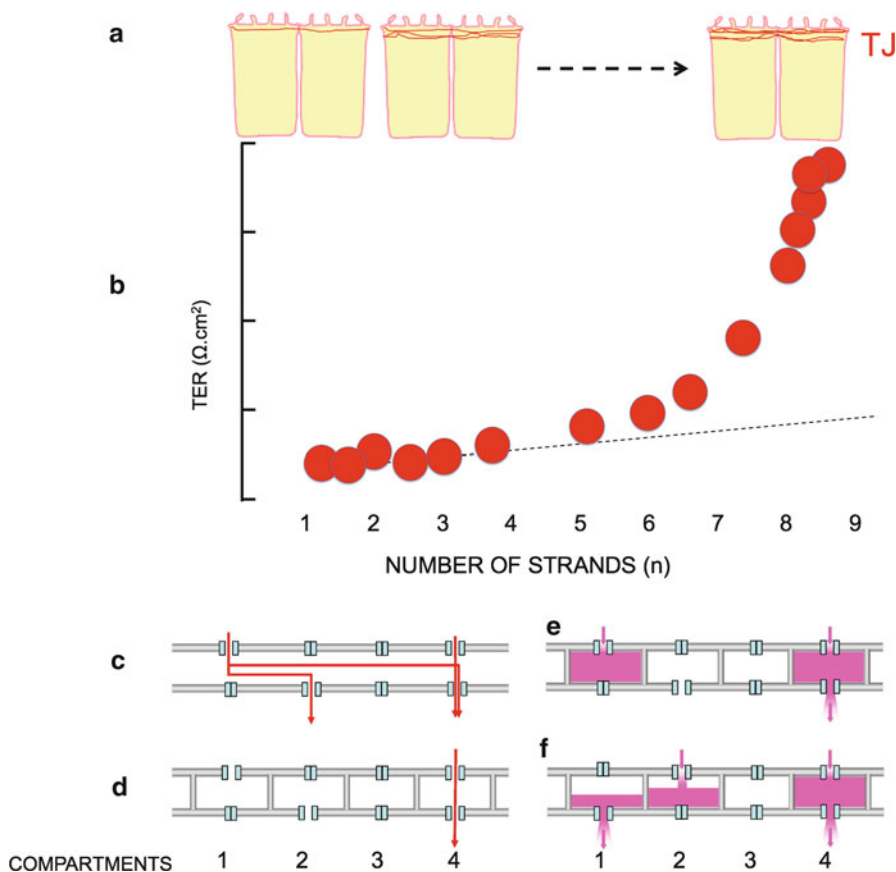 a
TJ
b
TER (Ω.cm²)
1 2 3 4 5 6 7 8 9
NUMBER OF STRANDS (n)
c
e
d
f
COMPARTMENTS 1 2 3 4 1 2 3 4